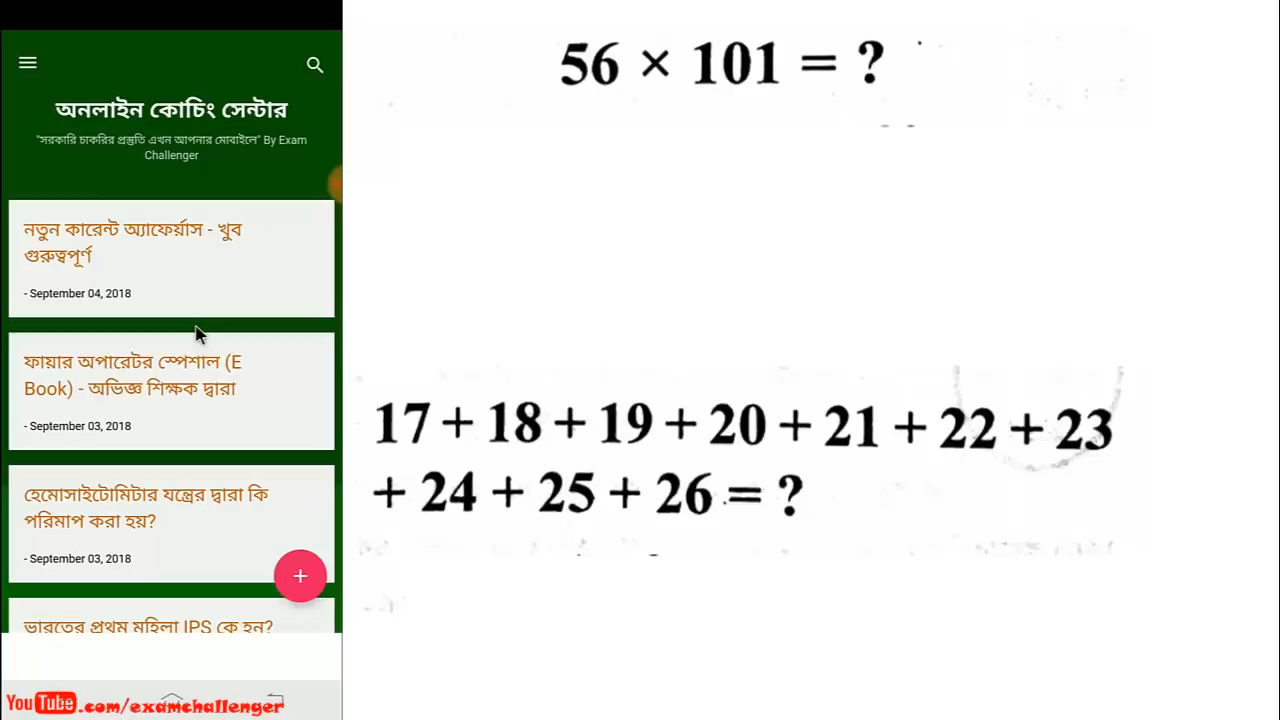 অনলাইন কোচিং সেন্টার
"সরকারি চাকরির প্রস্তুতি এখন আপনার মোবাইলে" By Exam
Challenger
নতুন কারেন্ট অ্যাফের্য়াস - খুব
গুরুত্বপূর্ণ
- September 04, 2018
ফায়ার অপারেটর স্পেশাল (E
Book) - অভিজ্ঞ শিক্ষক দ্বারা
- September 03, 2018
হেমোসাইটোমিটার যন্ত্রের দ্বারা কি
পরিমাপ করা হয়?
- September 03, 2018
+
ভারতের প্রথম মহিলা IPS কে হন?
YouTube.com/examchallenger
56 × 101 = ?
17 + 18 + 19 + 20 + 21 + 22 + 23
+ 24 + 25 + 26 = ?